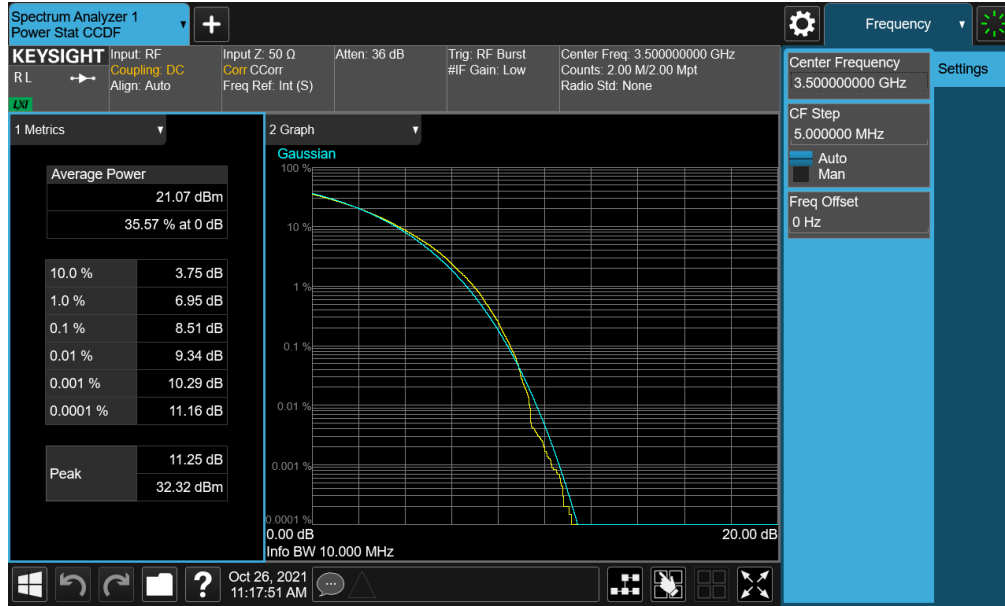 Spectrum Analyzer 1
Power Stat CCDF
Frequency
KEYSIGHT
R L
LXI
Input: RF
Coupling: DC
Align: Auto
Input Z: 50 Ω
Corr CCorr
Freq Ref: Int (S)
Atten: 36 dB
Trig: RF Burst
#IF Gain: Low
Center Freq: 3.500000000 GHz
Counts: 2.00 M/2.00 Mpt
Radio Std: None
Center Frequency
3.500000000 GHz
Settings
CF Step
5.000000 MHz
Auto
Man
Freq Offset
0 Hz
1 Metrics
Average Power
21.07 dBm
35.57 % at 0 dB
10.0 % 3.75 dB
1.0 % 6.95 dB
0.1 % 8.51 dB
0.01 % 9.34 dB
0.001 % 10.29 dB
0.0001 % 11.16 dB
Peak
11.25 dB
32.32 dBm
2 Graph
Gaussian
100 %
10 %
1 %
0.1 %
0.01 %
0.001 %
0.0001 %
0.00 dB 20.00 dB
Info BW 10.000 MHz
?
Oct 26, 2021
11:17:51 AM